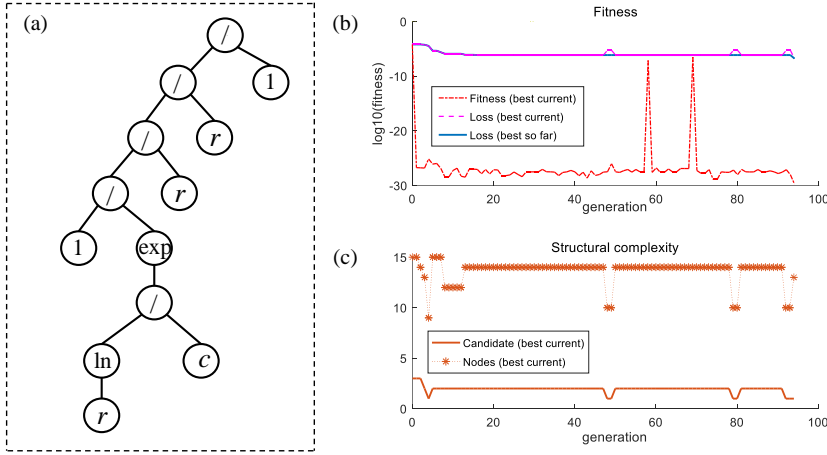 (a)
/
/
1
/
r
/
r
1
exp
/
ln
c
r
(b)
Fitness
0
-10
-20
-30
log10(fitness)
Fitness (best current)
Loss (best current)
Loss (best so far)
0 20 40 60 80 100
generation
(c)
Structural complexity
15
10
5
0
Candidate (best current)
Nodes (best current)
0 20 40 60 80 100
generation